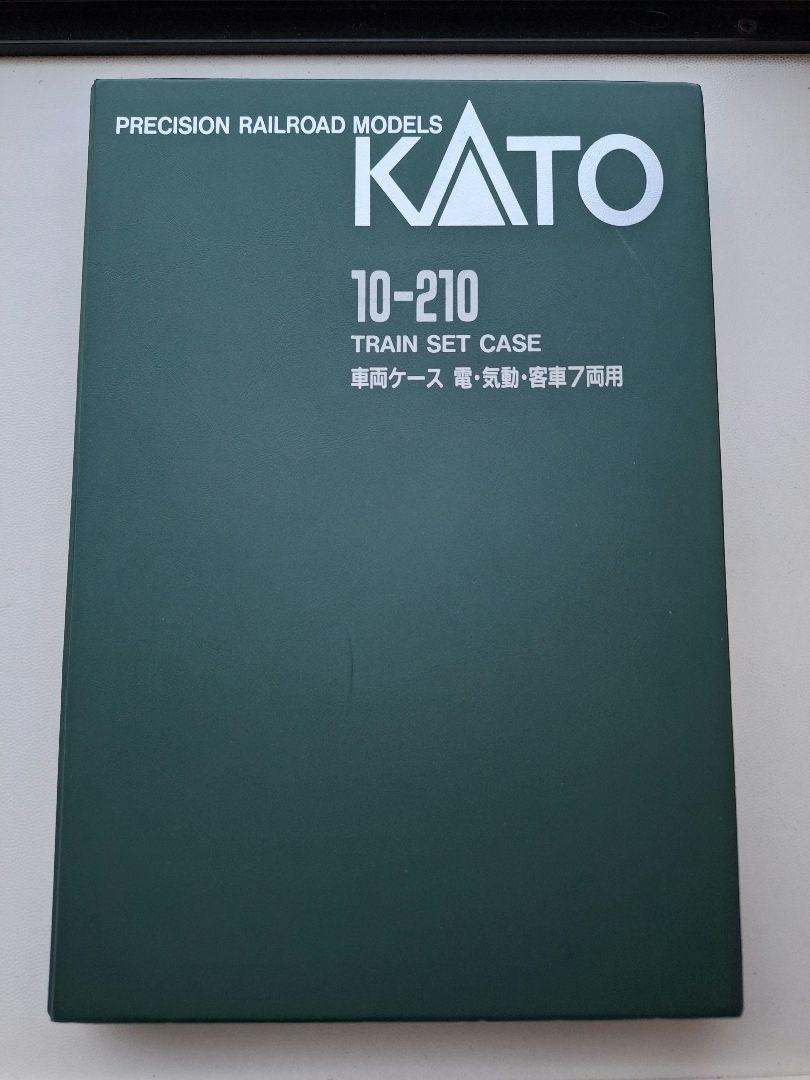 PRECISION RAILROAD MODELS
KATO
10-210
TRAIN SET CASE
車両ケース 電・気動・客車7両用